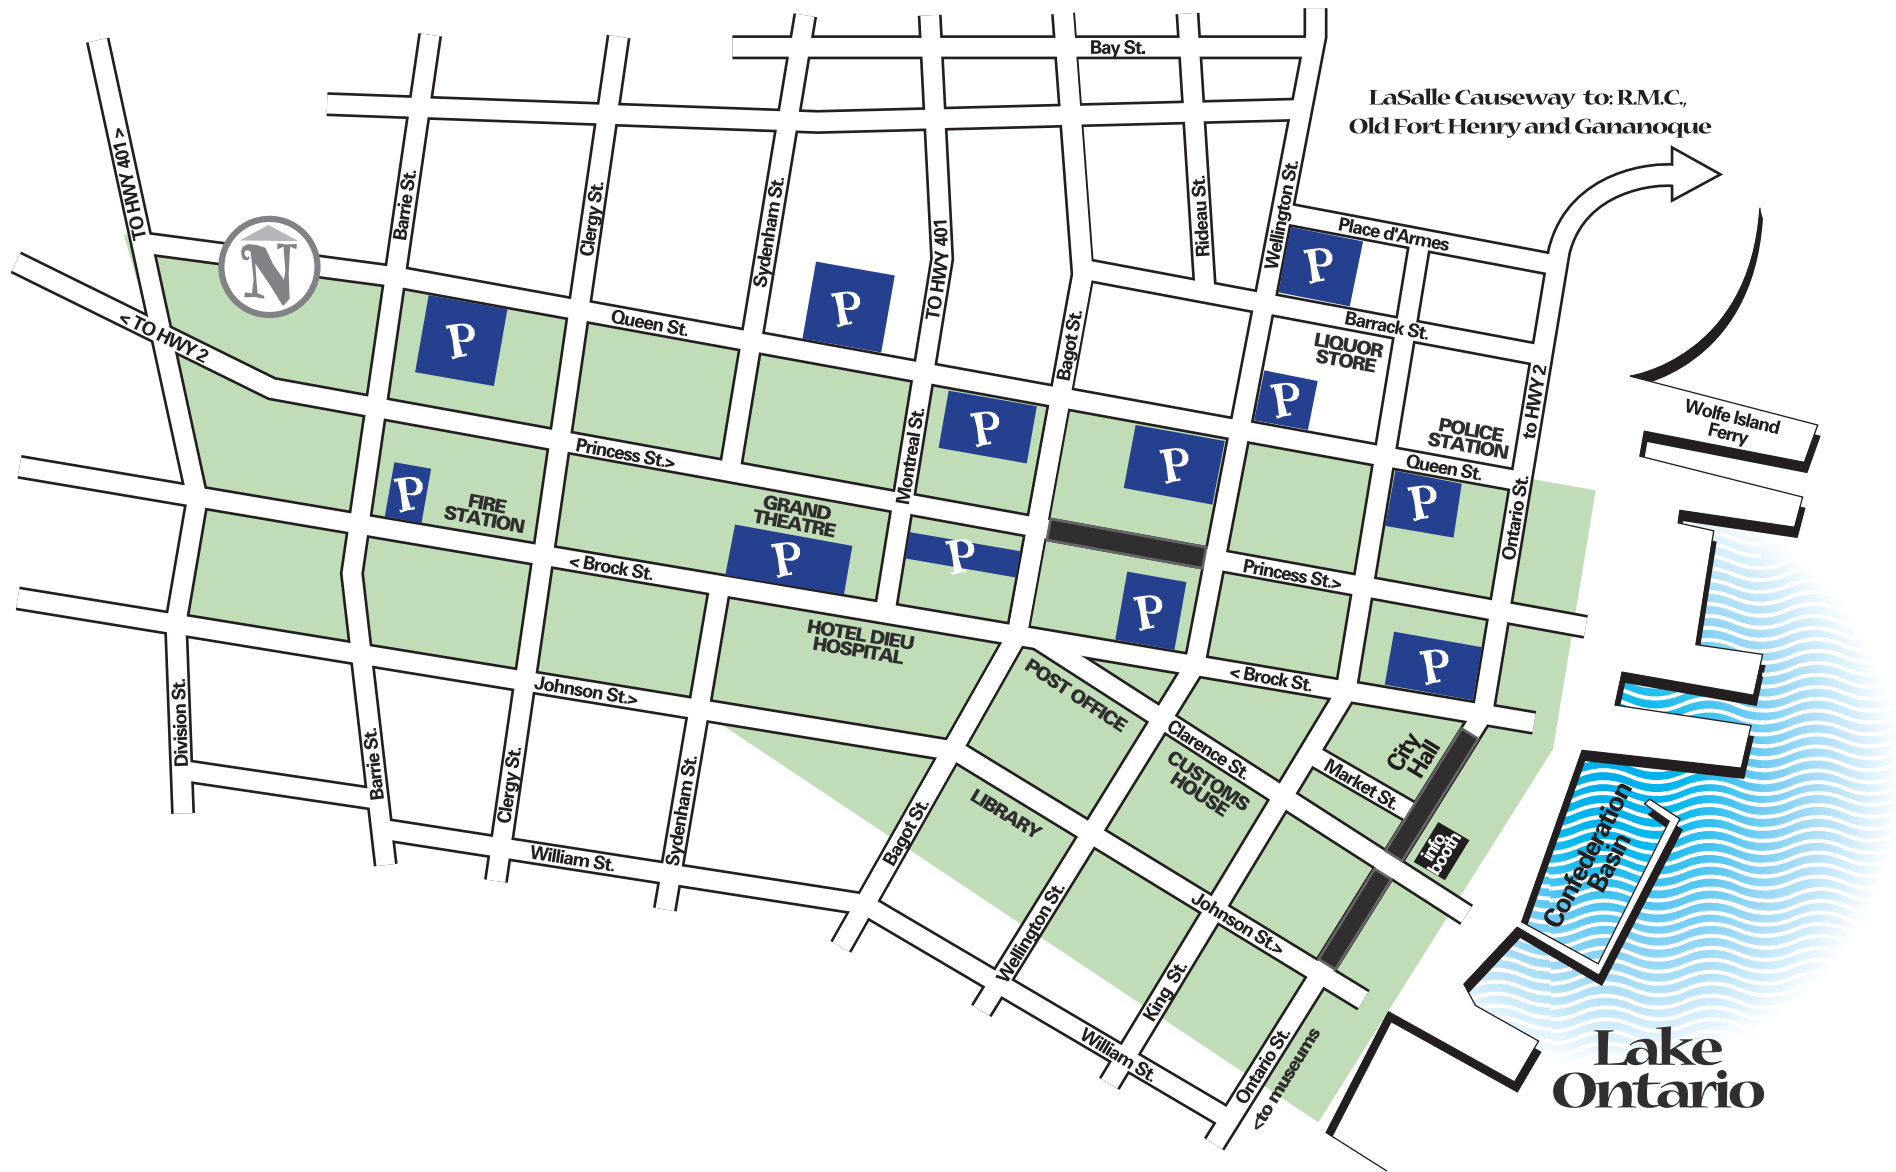 Bay St.
LaSalle Causeway to: R.M.C.,
Old Fort Henry and Gananoque
TO HWY 401 >
Barrie St.
Clergy St.
Sydenham St.
TO HWY 401
Rideau St.
Wellington St.
Place d'Armes
N
P
P
P
< TO HWY 2
Queen St.
Bagot St.
Barrack St.
LIQUOR
STORE
P
to HWY 2
Wolfe Island
Ferry
Montreal St.
P
P
POLICE
STATION
Queen St.
Princess St.>
P
FIRE
STATION
GRAND
THEATRE
P
P
P
Ontario St.
< Brock St.
Princess St.>
P
HOTEL DIEU
HOSPITAL
P
POST OFFICE
< Brock St.
Johnson St.>
Division St.
Barrie St.
Clergy St.
Sydenham St.
Clarence St.
City
Hall
Market St.
CUSTOMS
HOUSE
LIBRARY
Bagot St.
info
booth
Confederation
Basin
William St.
Wellington St.
Johnson St.>
King St.
William St.
Ontario St.
<to museums
Lake
Ontario